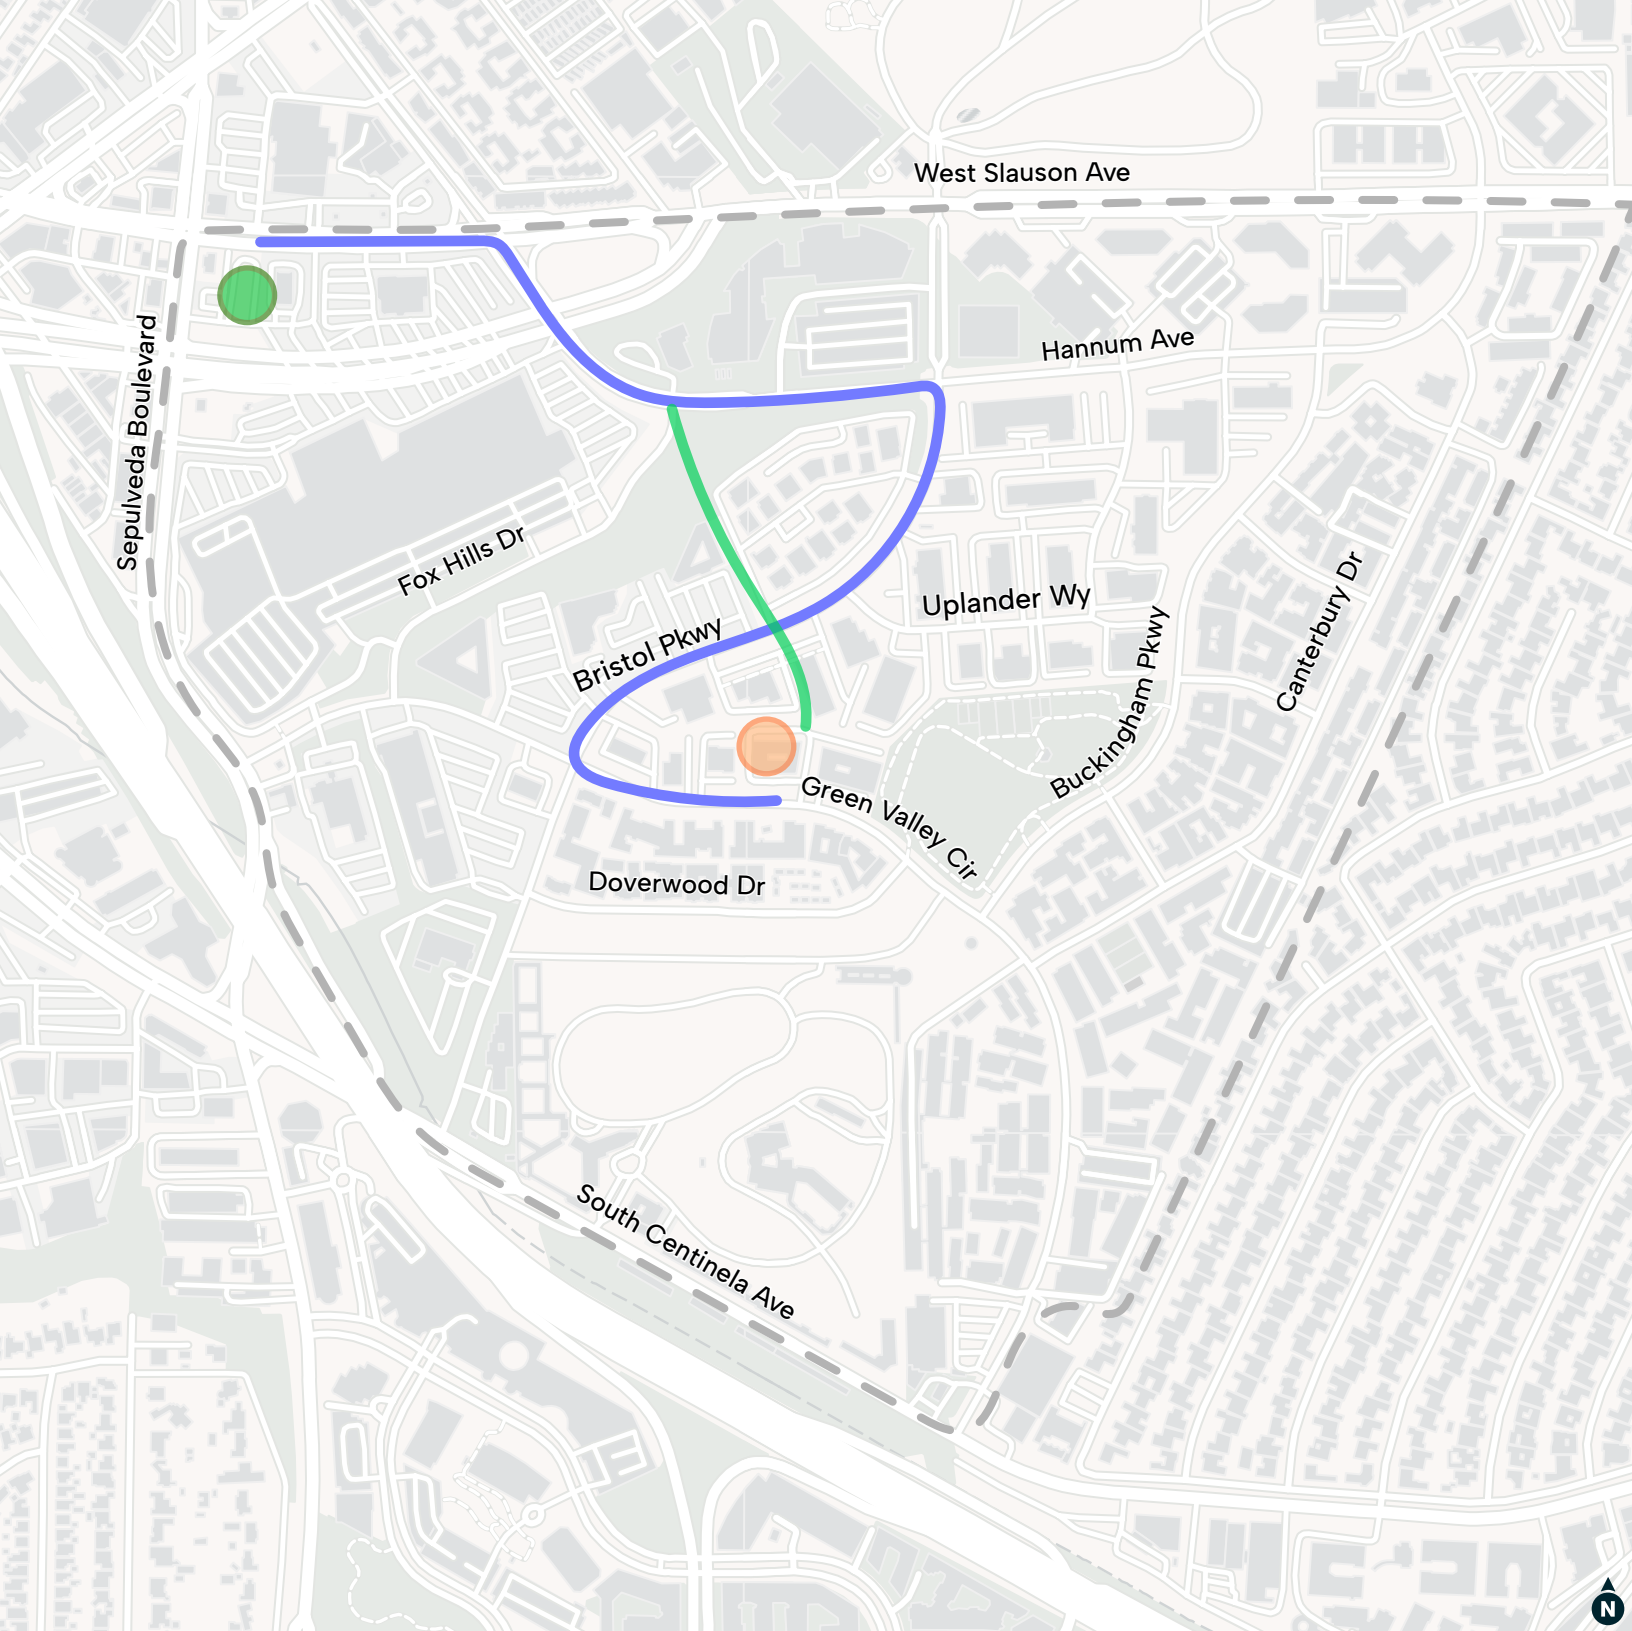 West Slauson Ave
Hannum Ave
Sepulveda Boulevard
Fox Hills Dr
Bristol Pkwy
Uplander Wy
Canterbury Dr
Buckingham Pkwy
Green Valley Cir
Doverwood Dr
South Centinela Ave
N